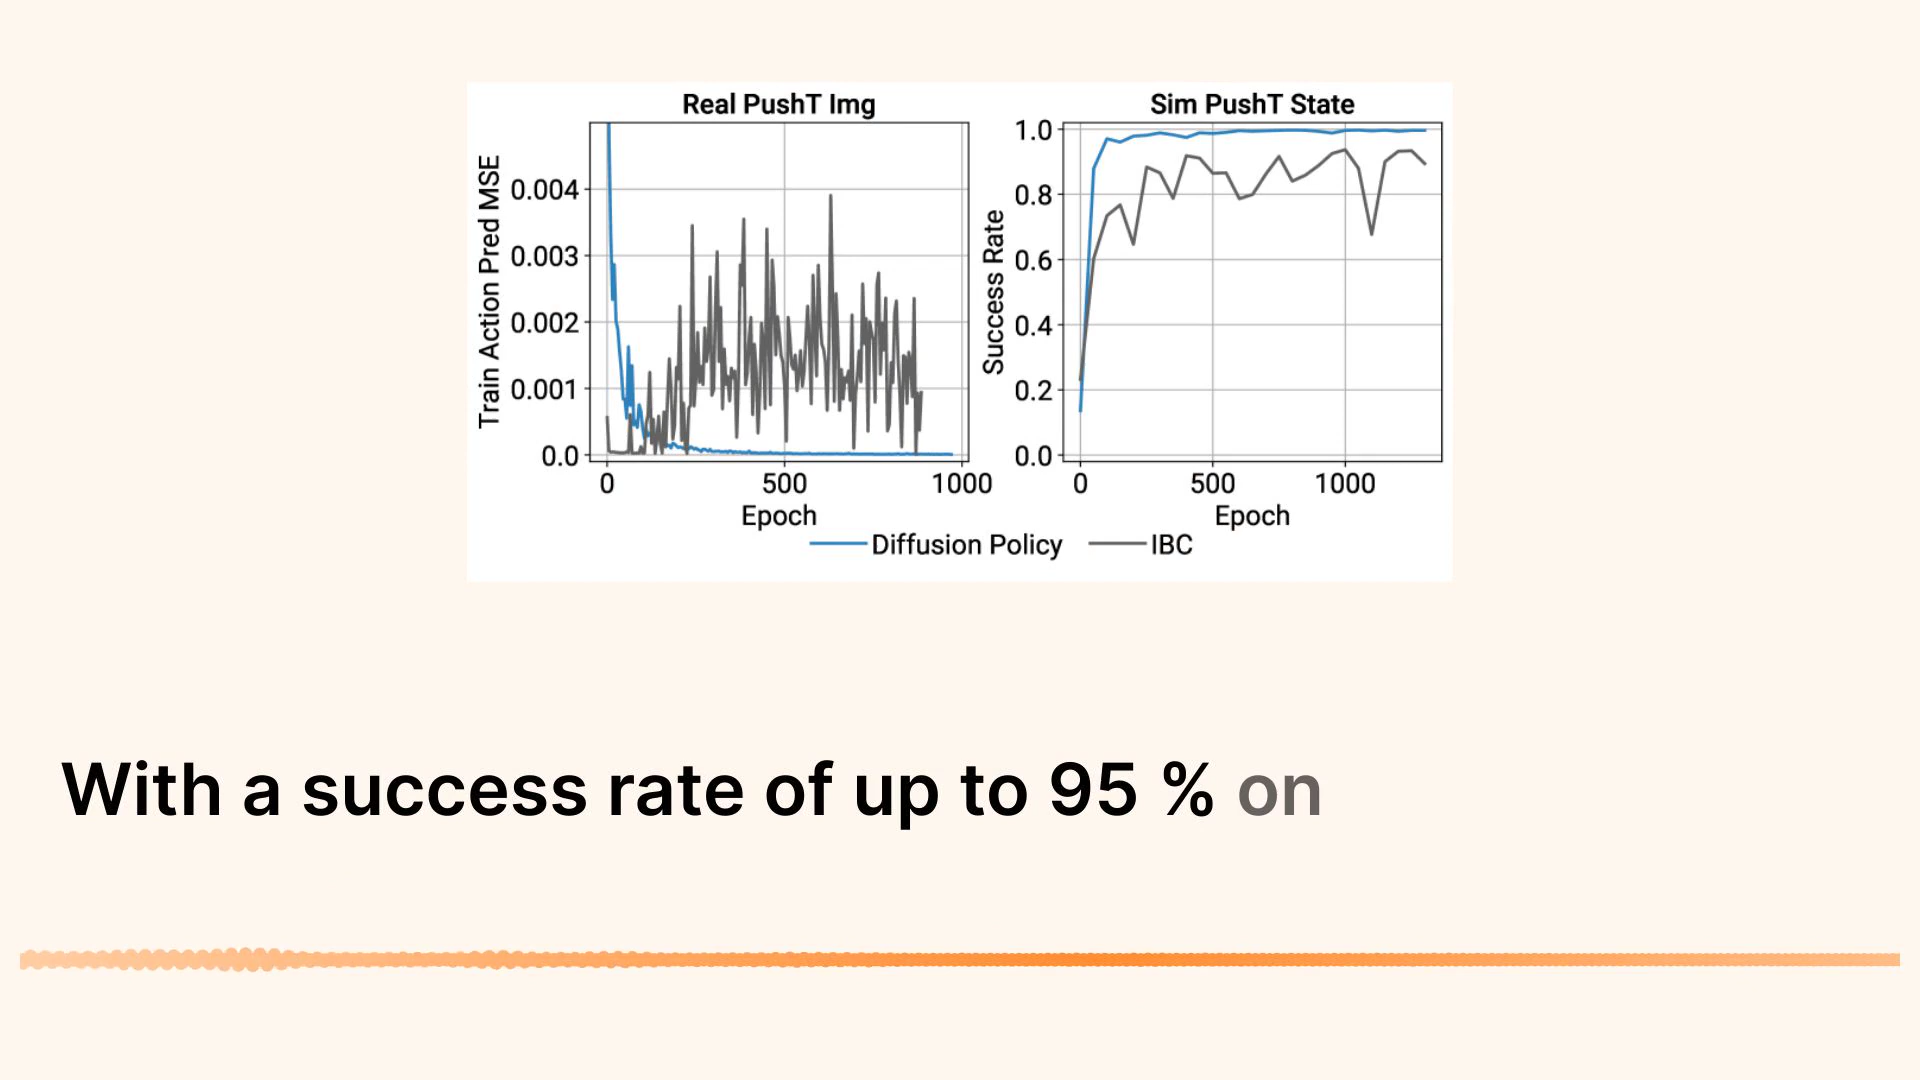 Real PushT Img
Sim PushT State
Train Action Pred MSE
0.004
0.003
0.002
0.001
0.0
0 500 1000
Epoch
Success Rate
1.0
0.8
0.6
0.4
0.2
0.0
0 500 1000
Epoch
Diffusion Policy IBC
With a success rate of up to 95 % on